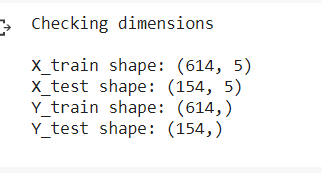 Checking dimensions
X_train shape: (614, 5)
X_test shape: (154, 5)
Y_train shape: (614,)
Y_test shape: (154,)